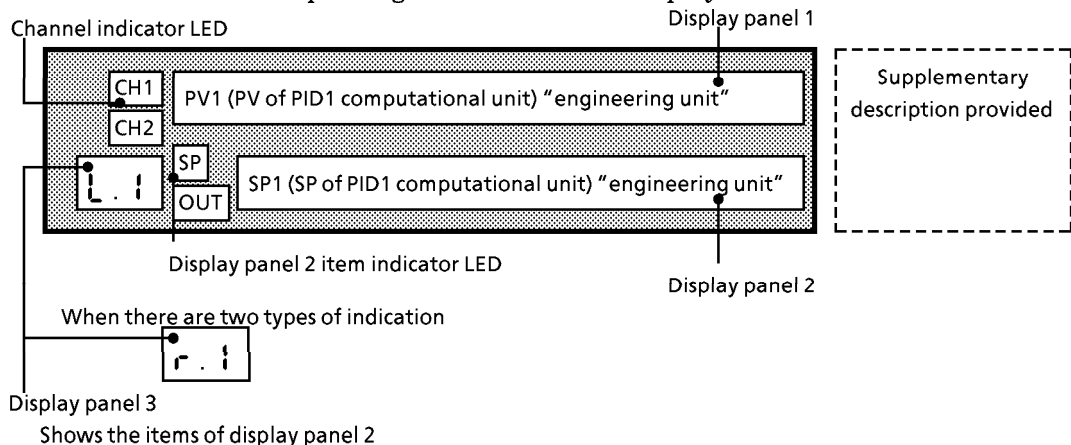 Display panel 1
Channel indicator LED
CH1
PV1 (PV of PID1 computational unit) “engineering unit”
CH2
Supplementary
description provided
L . 1
SP
SP1 (SP of PID1 computational unit) “engineering unit”
OUT
Display panel 2 item indicator LED
Display panel 2
When there are two types of indication
r . 1
Display panel 3
Shows the items of display panel 2